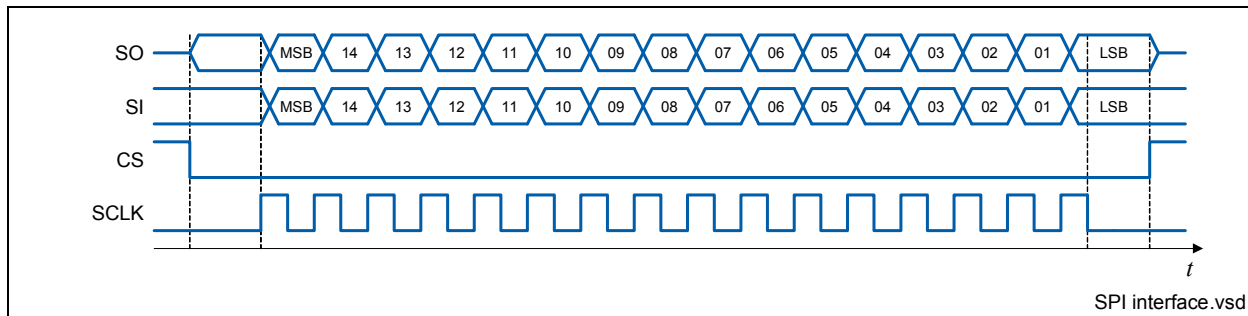 SO MSB 14 13 12 11 10 09 08 07 06 05 04 03 02 01 LSB
SI MSB 14 13 12 11 10 09 08 07 06 05 04 03 02 01 LSB
CS
SCLK
t
SPI interface.vsd